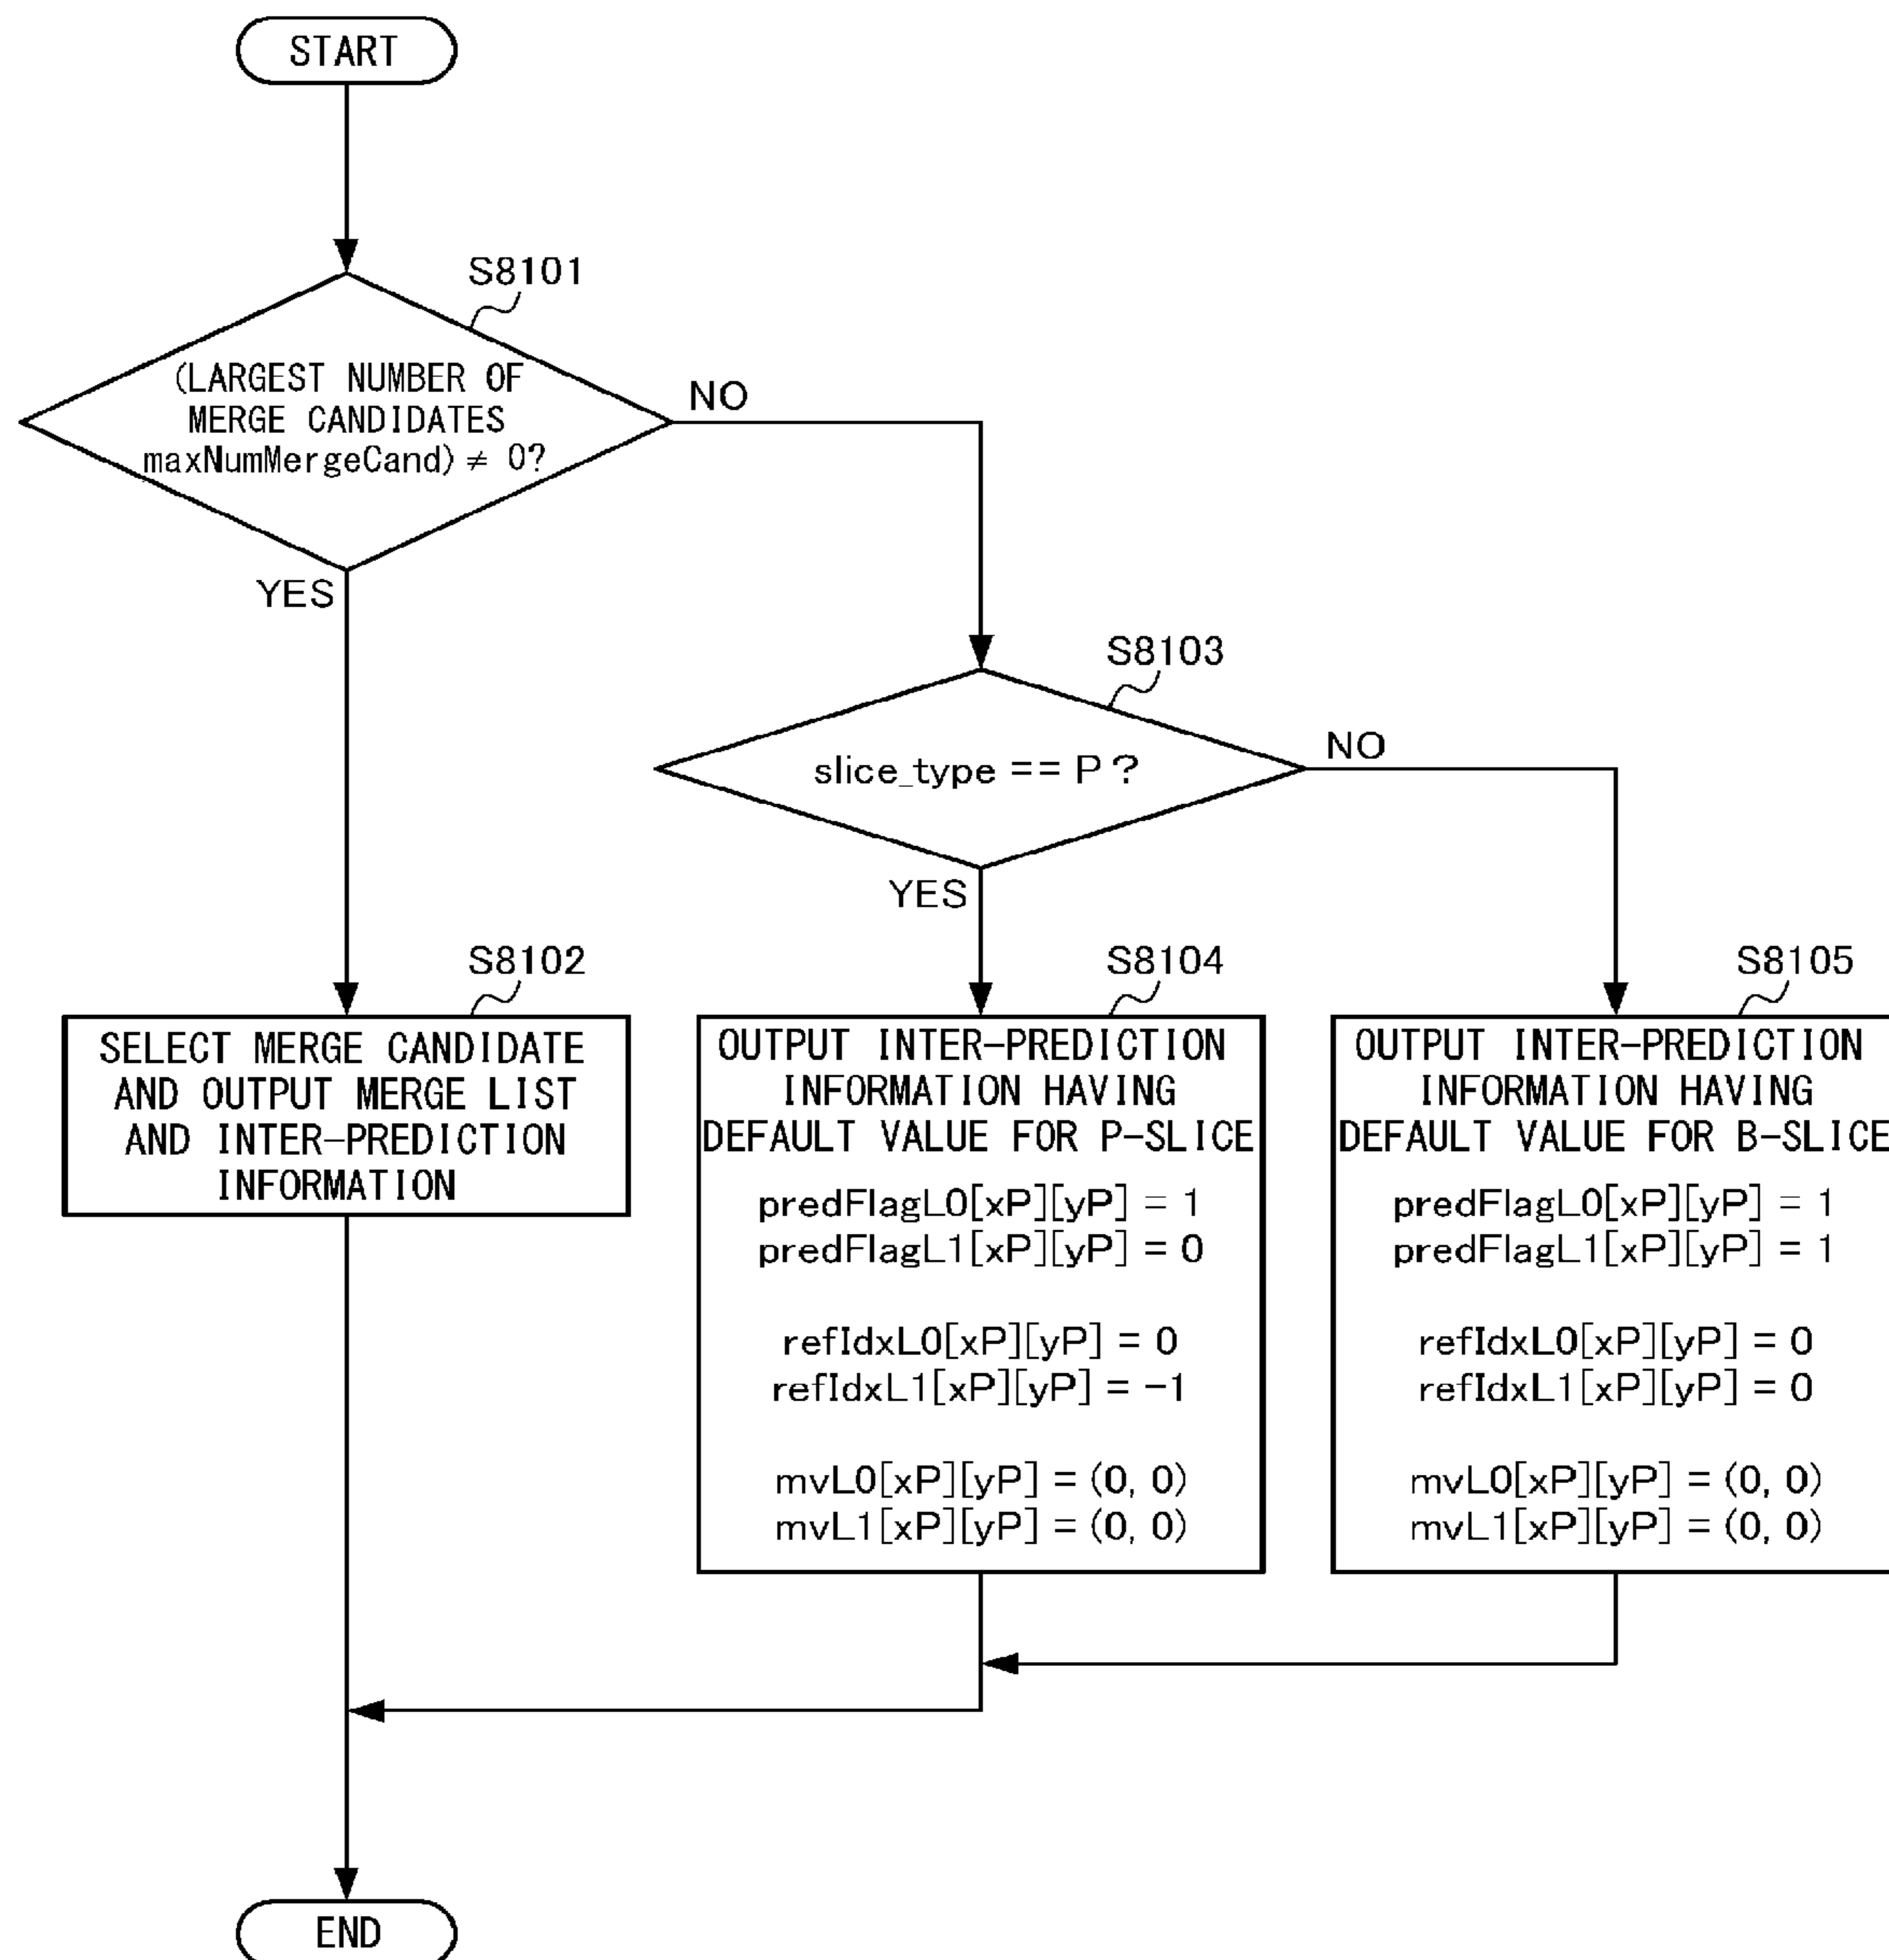 START
S8101
(LARGEST NUMBER OF
MERGE CANDIDATES
maxNumMergeCand) ≠ 0?
NO
YES
S8103
slice_type == P ?
NO
YES
S8102
SELECT MERGE CANDIDATE
AND OUTPUT MERGE LIST
AND INTER-PREDICTION
INFORMATION
S8104
OUTPUT INTER-PREDICTION
INFORMATION HAVING
DEFAULT VALUE FOR P-SLICE
predFlagL0[xP][yP] = 1
predFlagL1[xP][yP] = 0
refIdxL0[xP][yP] = 0
refIdxL1[xP][yP] = -1
mvL0[xP][yP] = (0, 0)
mvL1[xP][yP] = (0, 0)
S8105
OUTPUT INTER-PREDICTION
INFORMATION HAVING
DEFAULT VALUE FOR B-SLICE
predFlagL0[xP][yP] = 1
predFlagL1[xP][yP] = 1
refIdxL0[xP][yP] = 0
refIdxL1[xP][yP] = 0
mvL0[xP][yP] = (0, 0)
mvL1[xP][yP] = (0, 0)
END